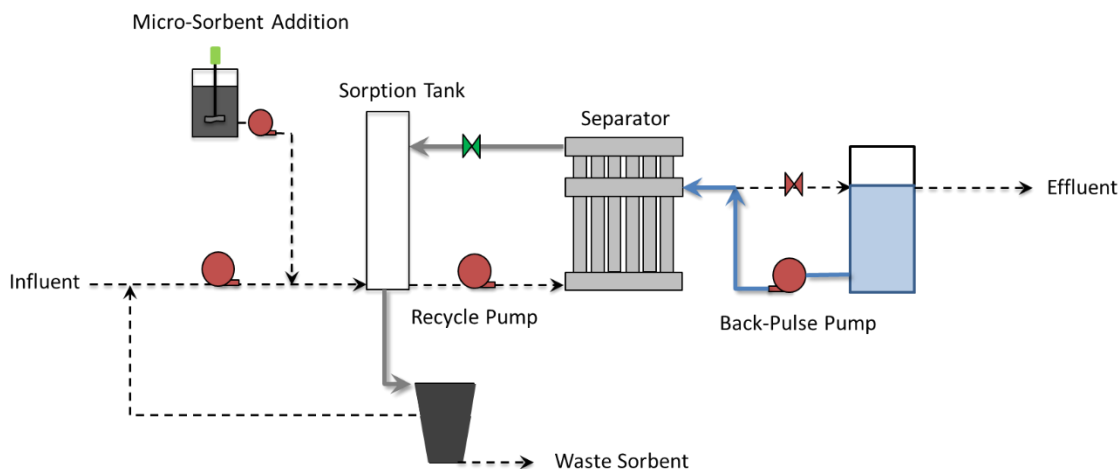 Micro-Sorbent Addition
Sorption Tank
Separator
Effluent
Influent
Recycle Pump
Back-Pulse Pump
Waste Sorbent